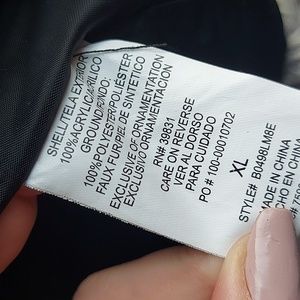 SHELL/TELA EXTERIOR
100%ACRYLIC/ACRILICO
GROUND/FONDO:
100%POLYESTER/POLIÉSTER
FAUX FUR/PIEL DE SINTETICO
EXCLUSIVE OF ORNAMENTATION
EXCLUSIVO ORNAMENTACIÓN
RN# 39831
CARE ON REVERSE
VER AL DORSO
PARA CUIDADO
PO # 100-00010702
XL
STYLE# B0498LM8E
MADE IN CHINA
EN CHINA